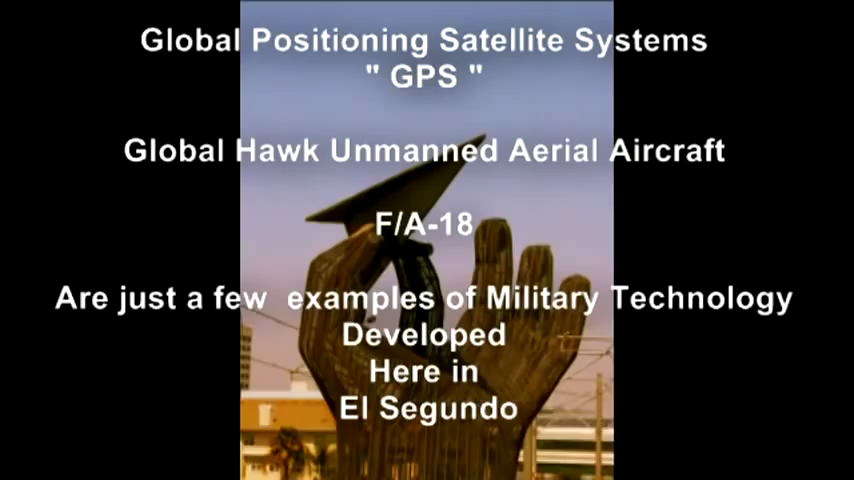 Global Positioning Satellite Systems
" GPS "
Global Hawk Unmanned Aerial Aircraft
F/A-18
Are just a few examples of Military Technology
Developed
Here in
El Segundo